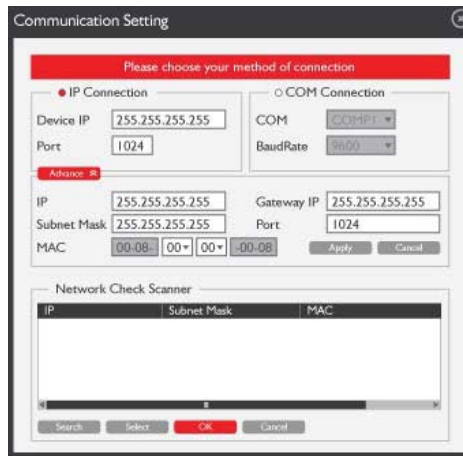 Communication Setting
Please choose your method of connection
IP Connection
COM Connection
Device IP 255.255.255.255 COM COMP1
Port 1024 BaudRate 9600
Advance
IP 255.255.255.255 Gateway IP 255.255.255.255
Subnet Mask 255.255.255.255 Port 1024
MAC 00-08- 00 00 -00-08 Apply Cancel
Network Check Scanner
IP Subnet Mask MAC
Search Select OK Cancel